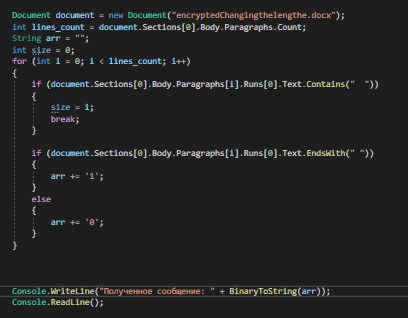 Document document = new Document("encryptedChangingthelengthe.docx");
int lines_count = document.Sections[0].Body.Paragraphs.Count;
String arr = "";
int size = 0;
for (int i = 0; i < lines_count; i++)
{
if (document.Sections[0].Body.Paragraphs[i].Runs[0].Text.Contains("  "))
{
size = i;
break;
}
if (document.Sections[0].Body.Paragraphs[i].Runs[0].Text.EndsWith(" "))
{
arr += '1';
}
else
{
arr += '0';
}
}
Console.WriteLine("Полученное сообщение: " + BinaryToString(arr));
Console.ReadLine();